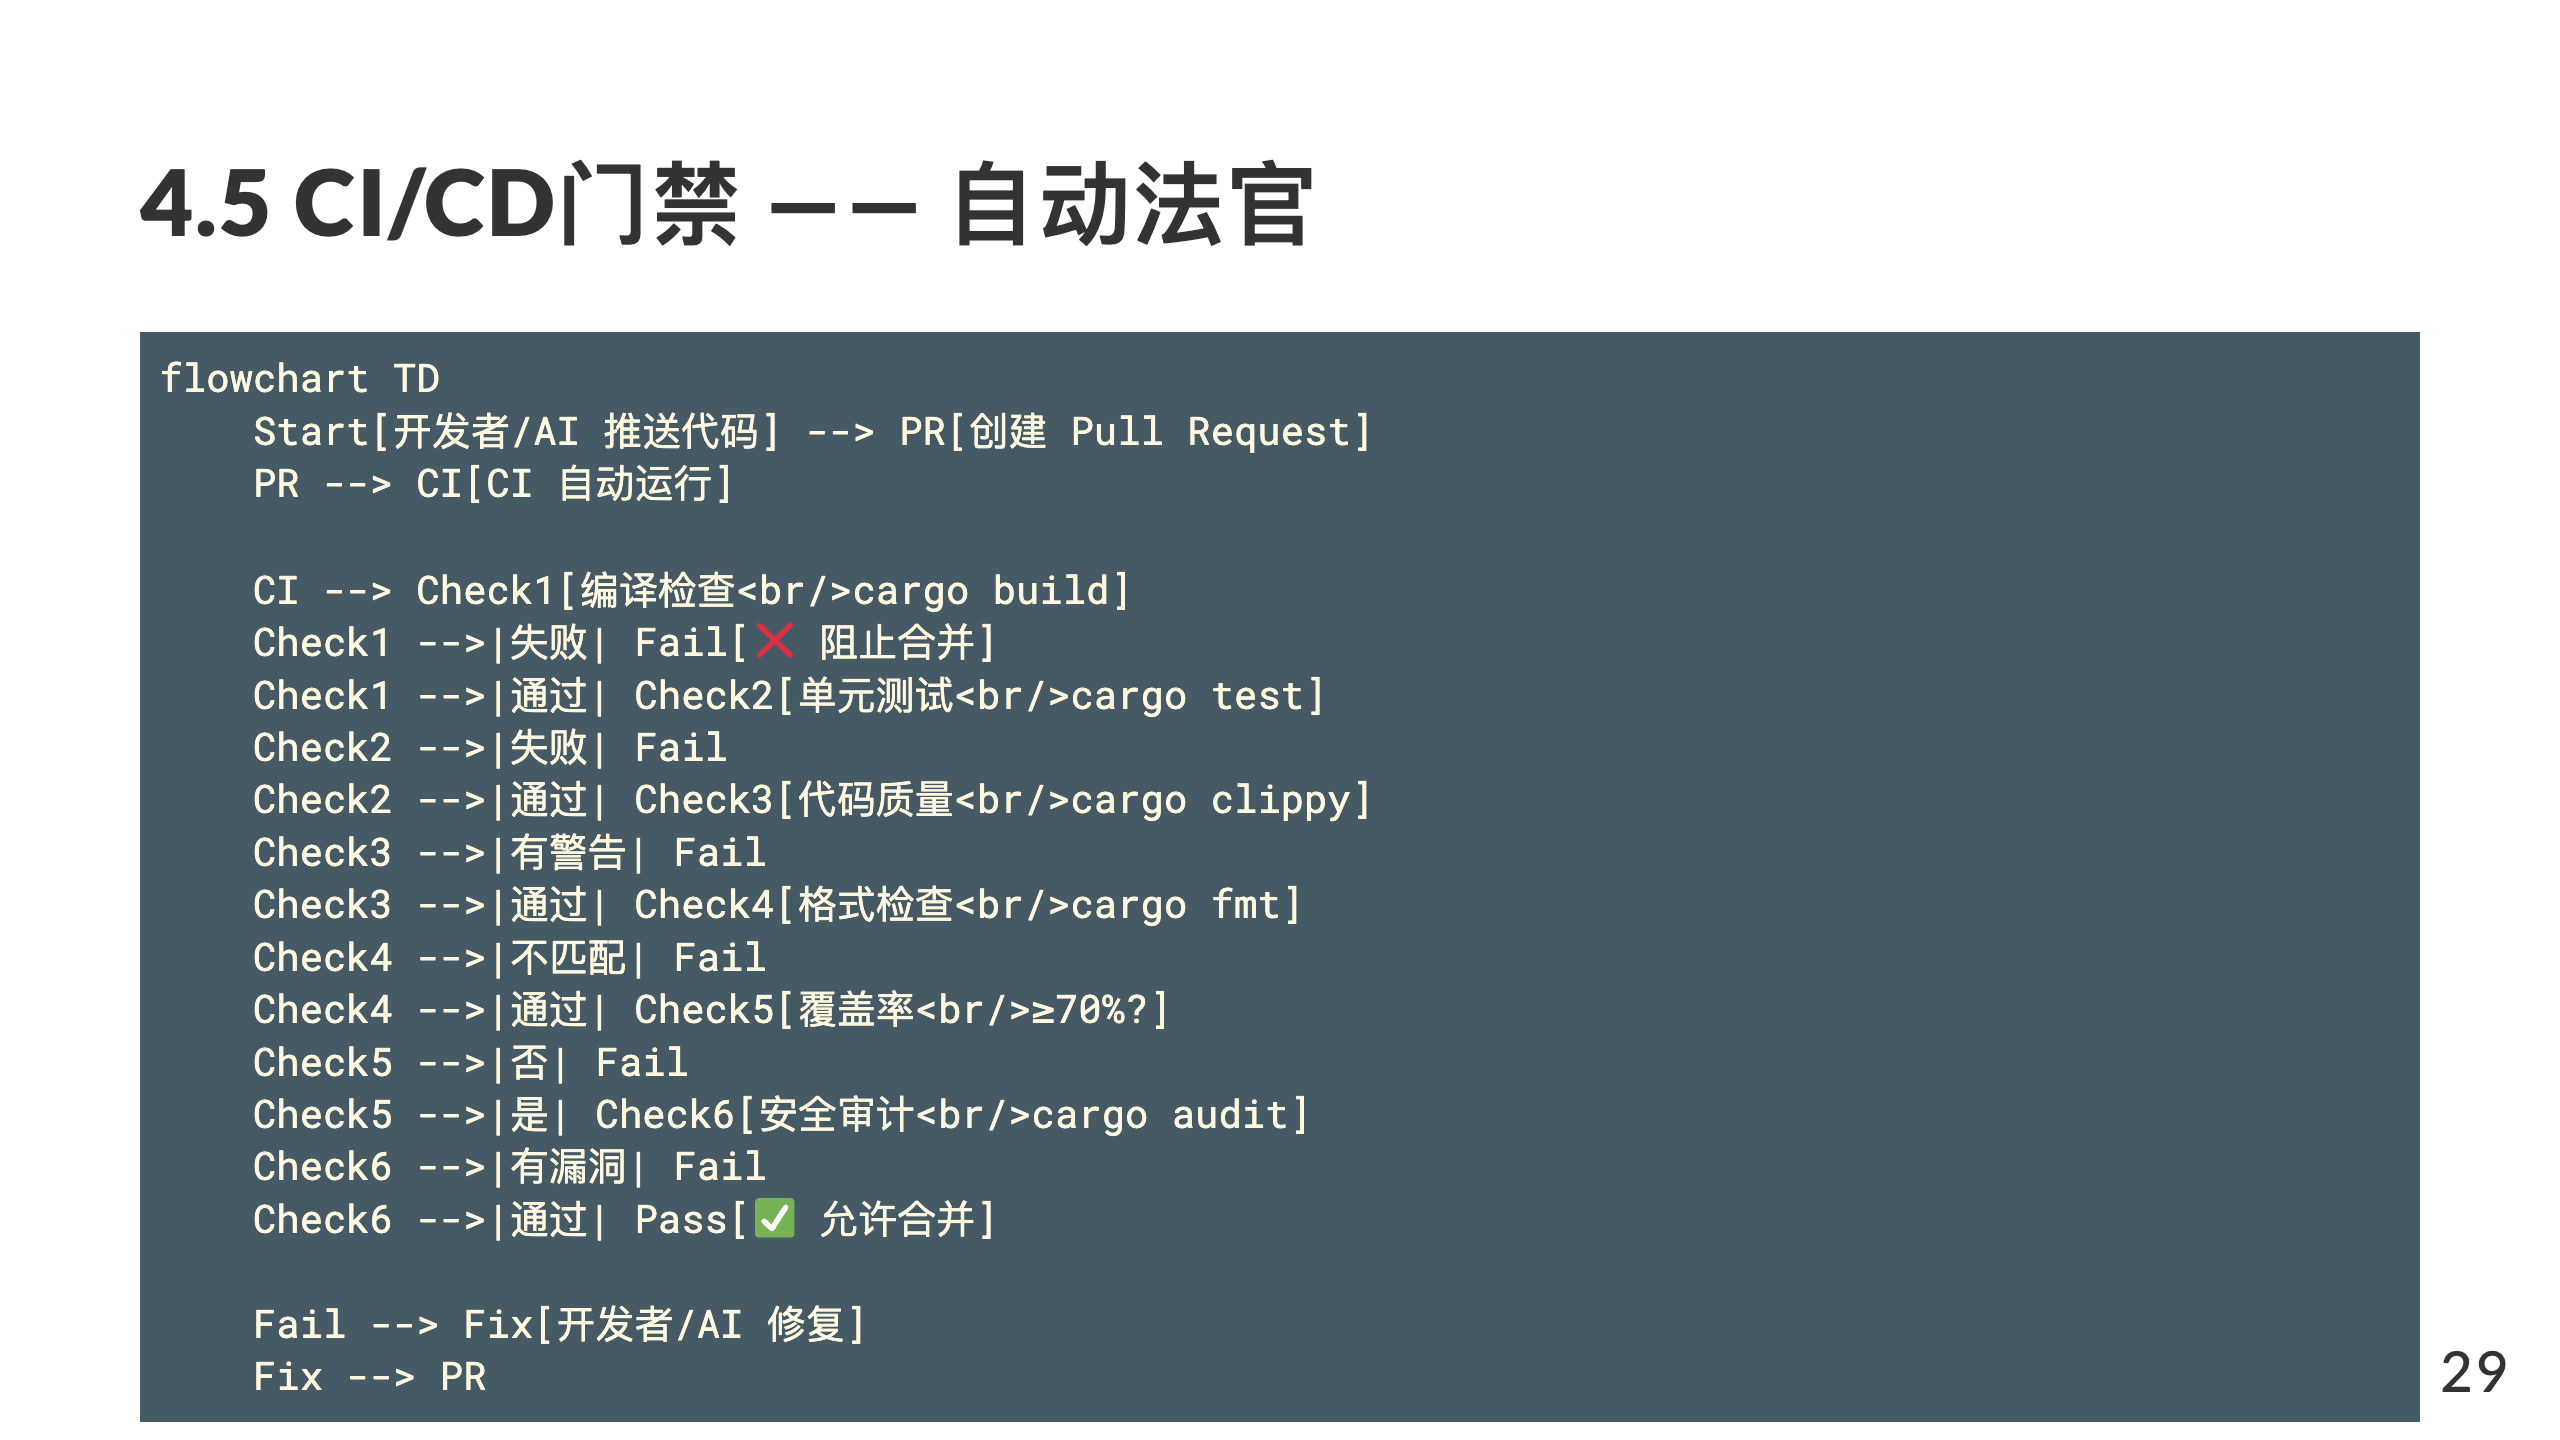 4.5 CI/CD门禁 —— 自动法官
flowchart TD
    Start[开发者/AI 推送代码] --> PR[创建 Pull Request]
    PR --> CI[CI 自动运行]

    CI --> Check1[编译检查<br/>cargo build]
    Check1 -->|失败| Fail[❌ 阻止合并]
    Check1 -->|通过| Check2[单元测试<br/>cargo test]
    Check2 -->|失败| Fail
    Check2 -->|通过| Check3[代码质量<br/>cargo clippy]
    Check3 -->|有警告| Fail
    Check3 -->|通过| Check4[格式检查<br/>cargo fmt]
    Check4 -->|不匹配| Fail
    Check4 -->|通过| Check5[覆盖率<br/>≥70%?]
    Check5 -->|否| Fail
    Check5 -->|是| Check6[安全审计<br/>cargo audit]
    Check6 -->|有漏洞| Fail
    Check6 -->|通过| Pass[✅ 允许合并]

    Fail --> Fix[开发者/AI 修复]
    Fix --> PR
29